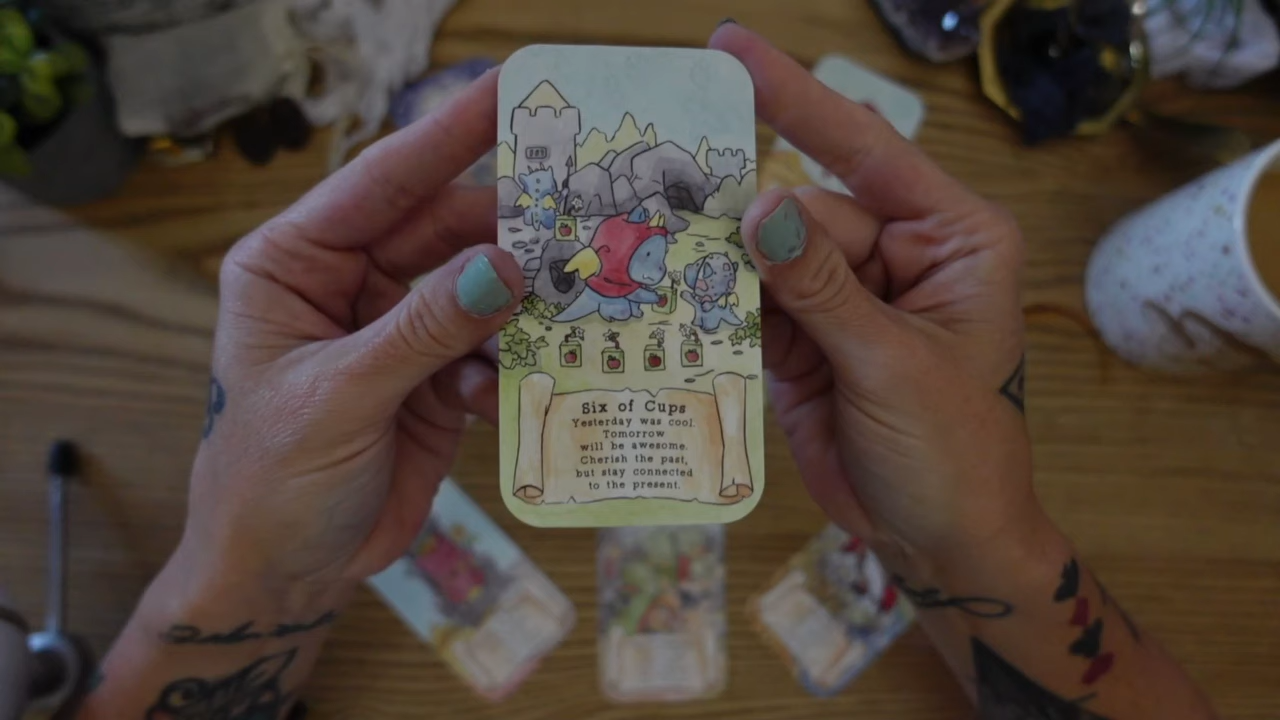 Six of Cups
Yesterday was cool.
Tomorrow
will be awesome.
Cherish the past,
but stay connected
to the present.